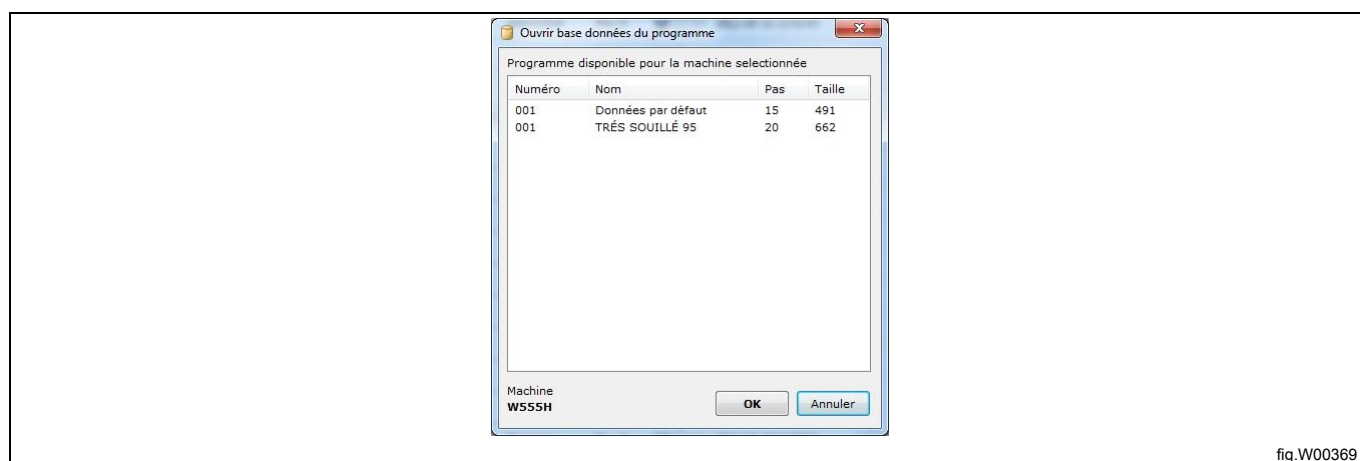 Ouvrir base données du programme
Programme disponible pour la machine selectionnée
Numéro Nom Pas Taille
001 Données par défaut 15 491
001 TRÉS SOUILLÉ 95 20 662
Machine
W555H
OK Annuler
fig.W00369